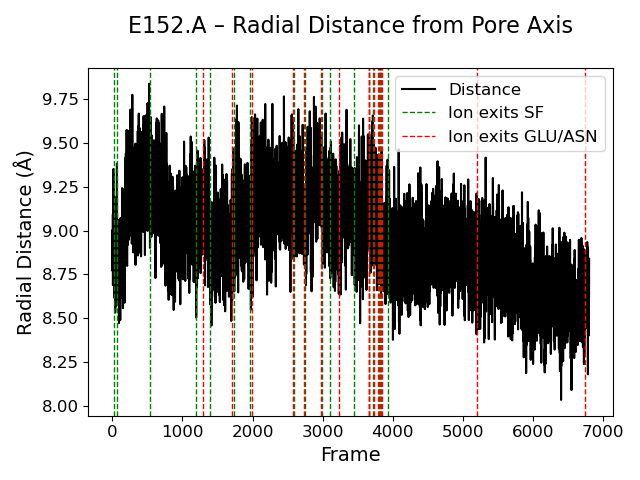 E152.A – Radial Distance from Pore Axis
Distance
Ion exits SF
Ion exits GLU/ASN
Radial Distance (Å)
9.75
9.50
9.25
9.00
8.75
8.50
8.25
8.00
0 1000 2000 3000 4000 5000 6000 7000
Frame